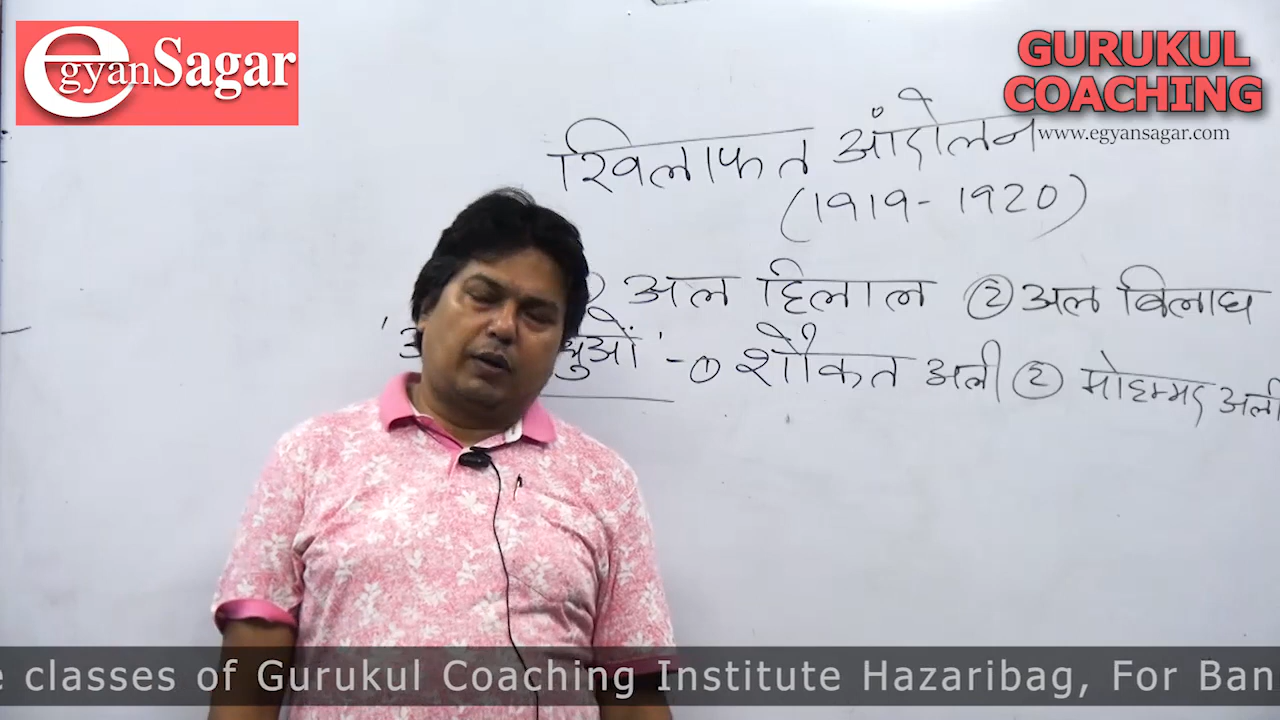 egyanSagar
GURUKUL
COACHING
www.egyansagar.com
खिलाफत आंदोलन
(1919-1920)
अल हिलाल ② अल बिलाघ
- ① शौकत अली ② मोहम्मद अली
e classes of Gurukul Coaching Institute Hazaribag, For Ban